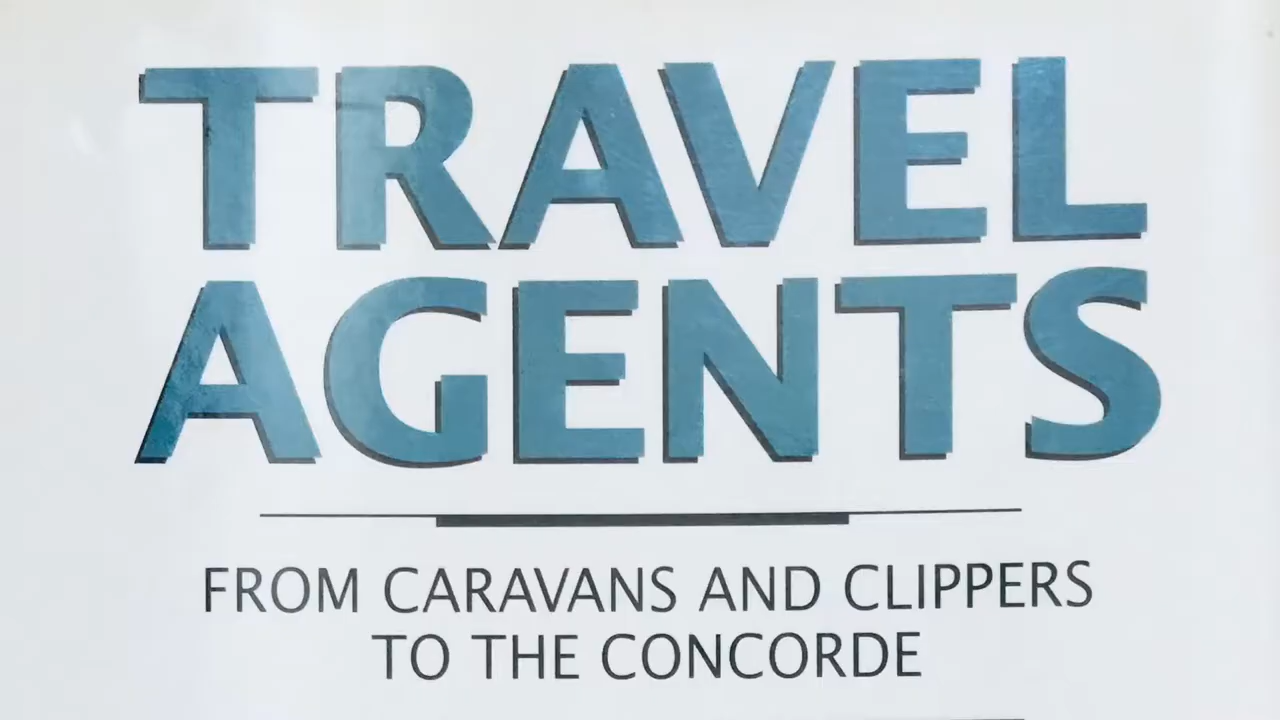 TRAVEL
AGENTS
FROM CARAVANS AND CLIPPERS
TO THE CONCORDE